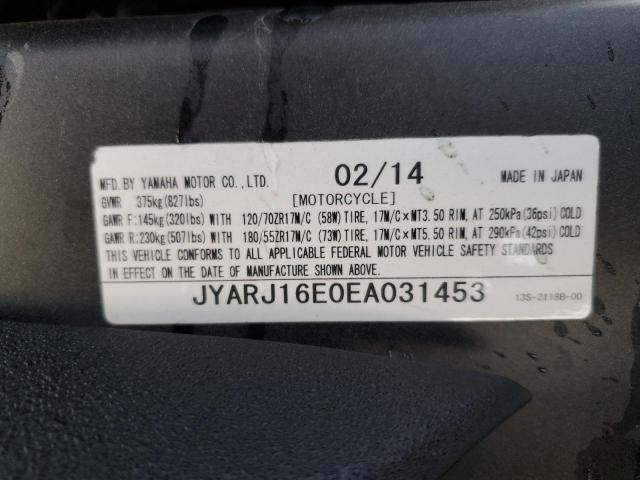 MFD. BY YAMAHA MOTOR CO., LTD. 02/14 MADE IN JAPAN
GVWR 375kg (827lbs) [MOTORCYCLE]
GAWR F:145kg (320lbs) WITH 120/70ZR17M/C (58W) TIRE, 17M/C×MT3.50 RIM, AT 250kPa (36psi) COLD
GAWR R:230kg (507lbs) WITH 180/55ZR17M/C (73W) TIRE, 17M/C×MT5.50 RIM, AT 290kPa (42psi) COLD
THIS VEHICLE CONFORMS TO ALL APPLICABLE FEDERAL MOTOR VEHICLE SAFETY STANDARDS
IN EFFECT ON THE DATE OF MANUFACTURE SHOWN ABOVE.
JYARJ16E0EA031453 13S-2118B-00